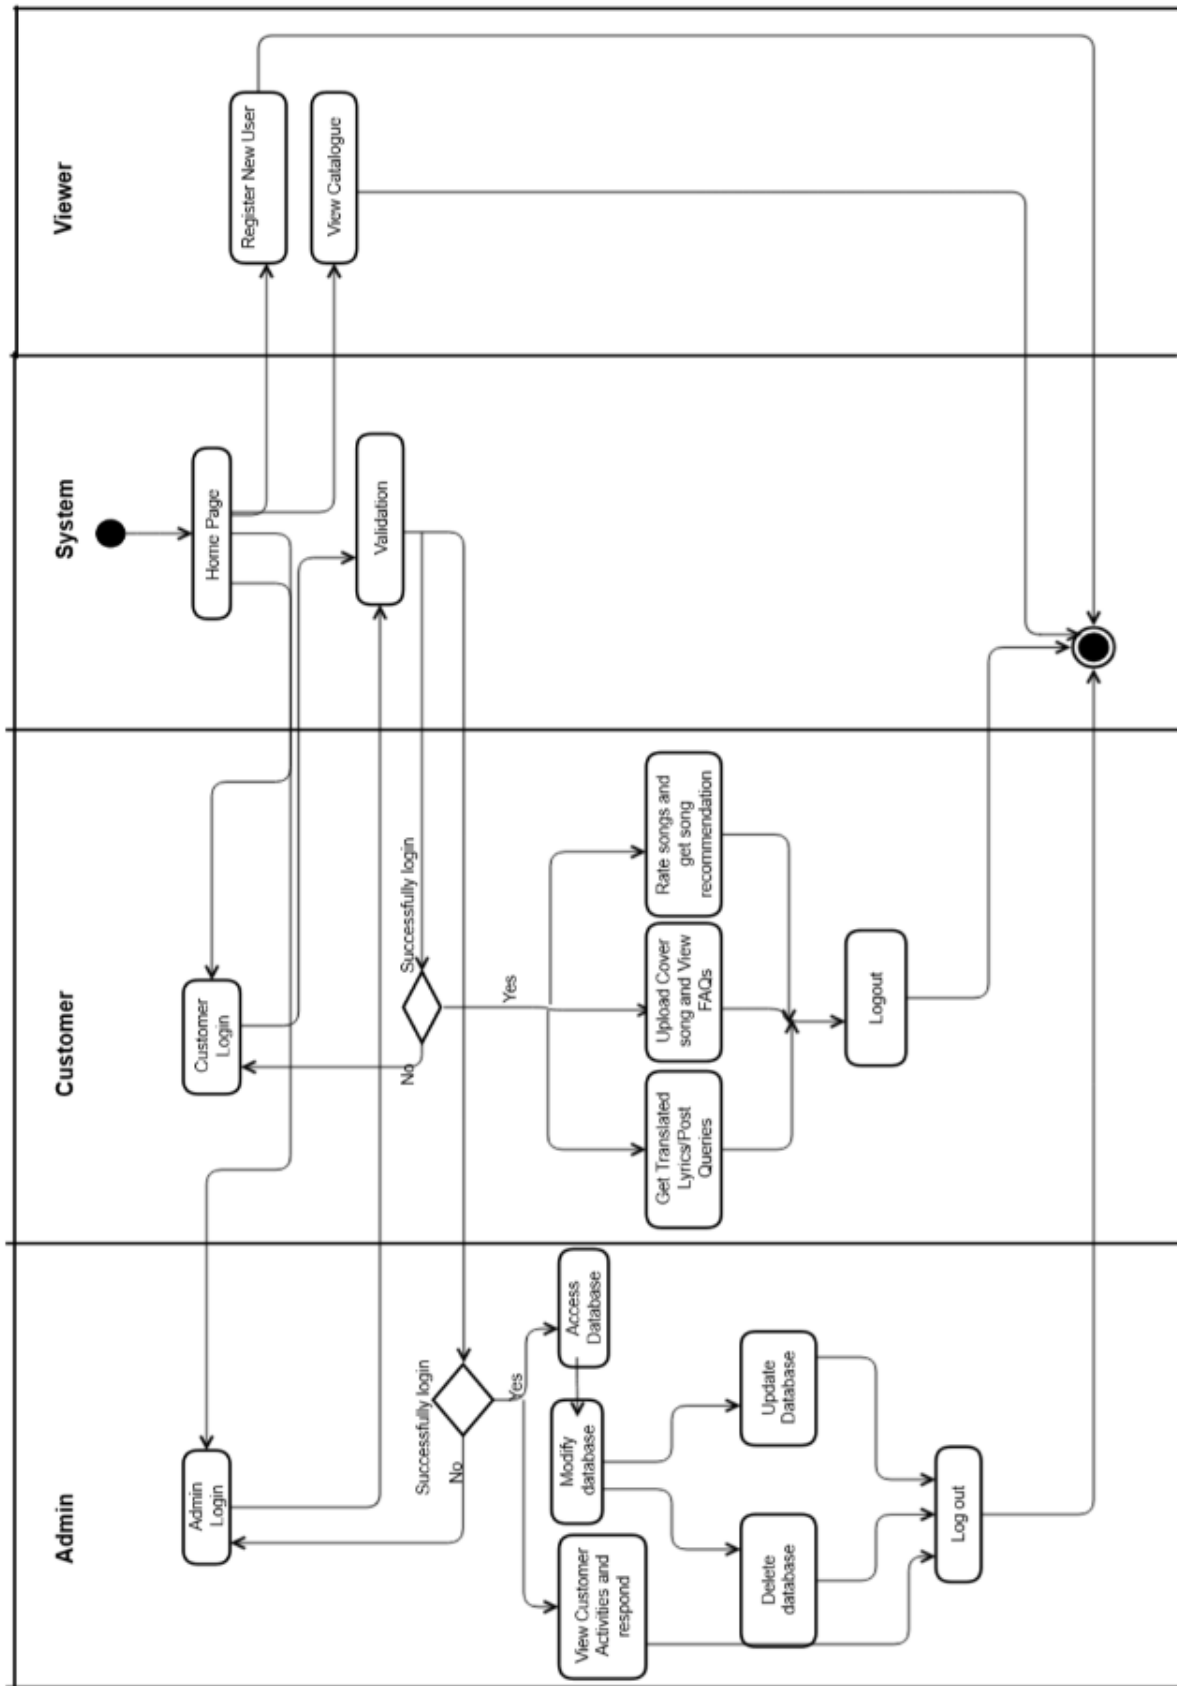 Admin
Customer
System
Viewer
Admin
Login
Customer
Login
Home Page
Register New User
View Catalogue
Validation
Successfully login
No
Yes
Successfully login
No
Yes
View Customer
Activities and
respond
Modify
database
Access
Database
Get Translated
Lyrics/Post
Queries
Upload Cover
song and View
FAQs
Rate songs and
get song
recommendation
Delete
database
Update
Database
Logout
Log out